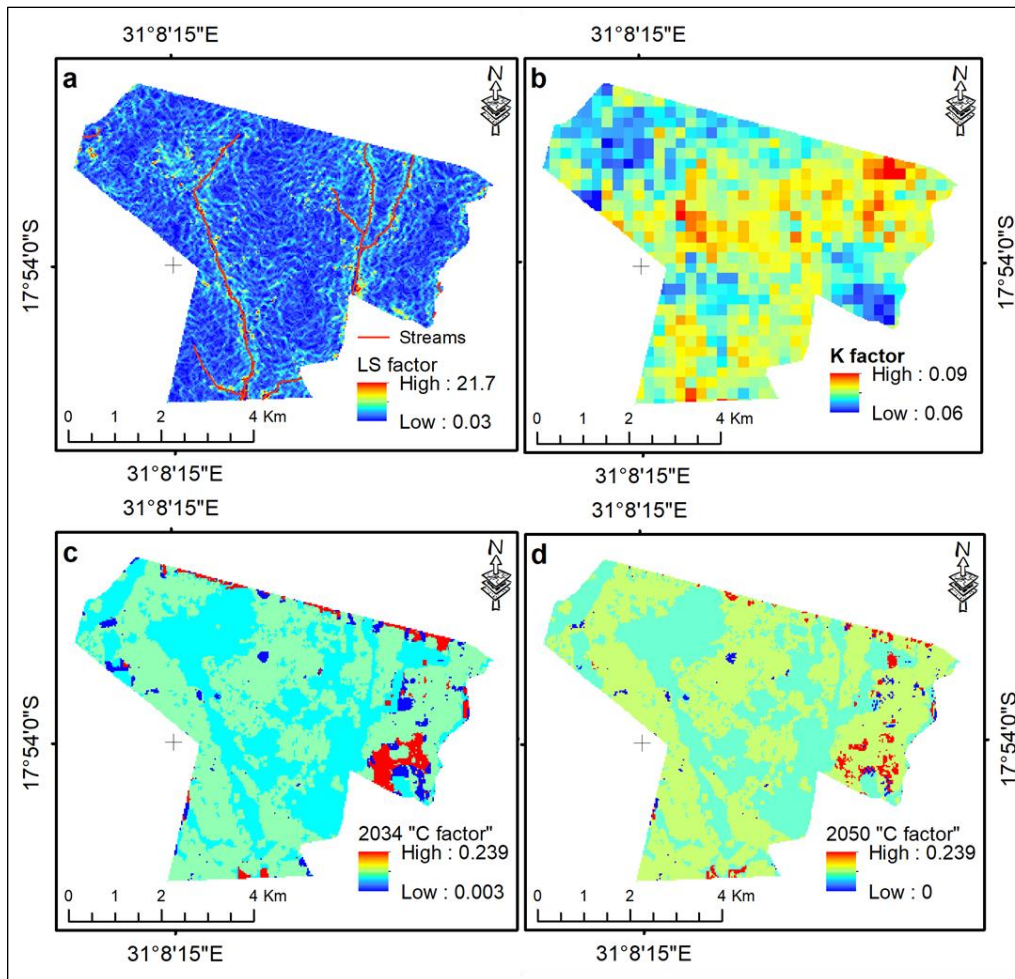 31°8'15"E
31°8'15"E
a
N
17°54'0"S
Streams
LS factor
High : 21.7
Low : 0.03
0 1 2 4 Km
b
N
17°54'0"S
K factor
High : 0.09
Low : 0.06
0 1 2 4 Km
31°8'15"E
31°8'15"E
31°8'15"E
31°8'15"E
c
N
17°54'0"S
2034 "C factor"
High : 0.239
Low : 0.003
0 1 2 4 Km
d
N
17°54'0"S
2050 "C factor"
High : 0.239
Low : 0
0 1 2 4 Km
31°8'15"E
31°8'15"E